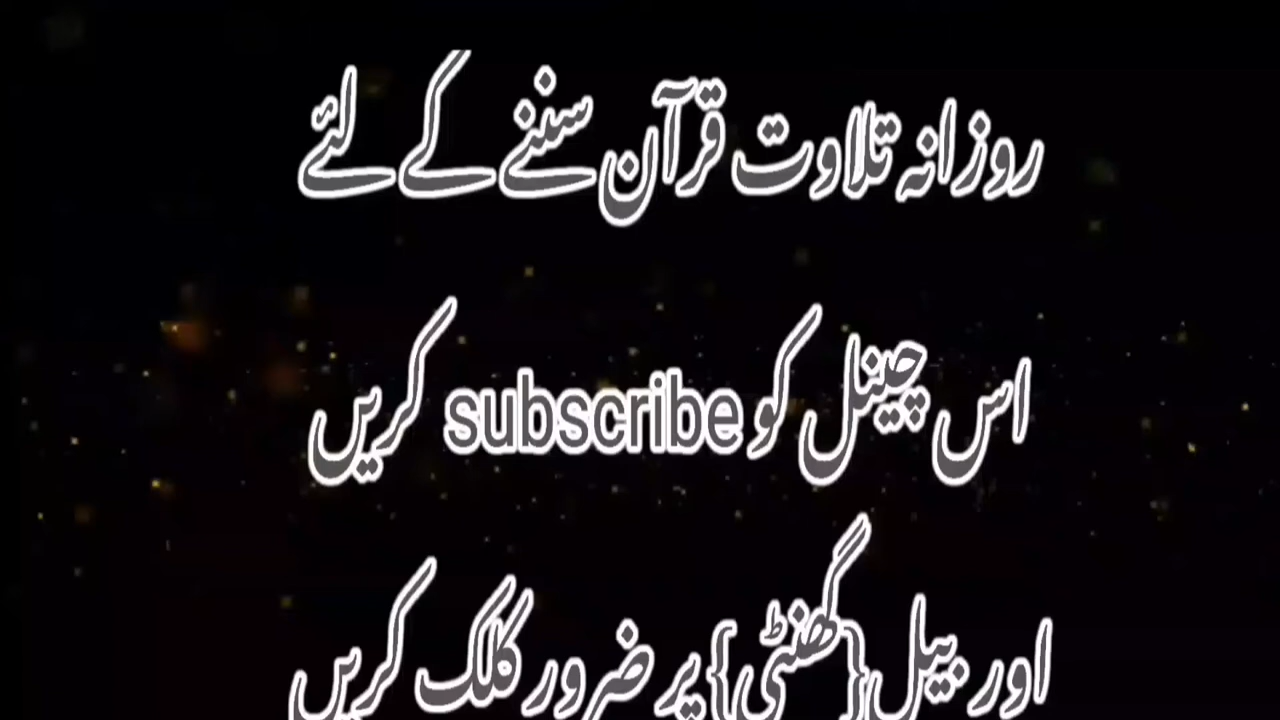 روزانہ تلاوت قرآن سننے کے لئے
اس چینل کو subscribe کریں
اور بیل{گھنٹی}پر ضرور کلک کریں